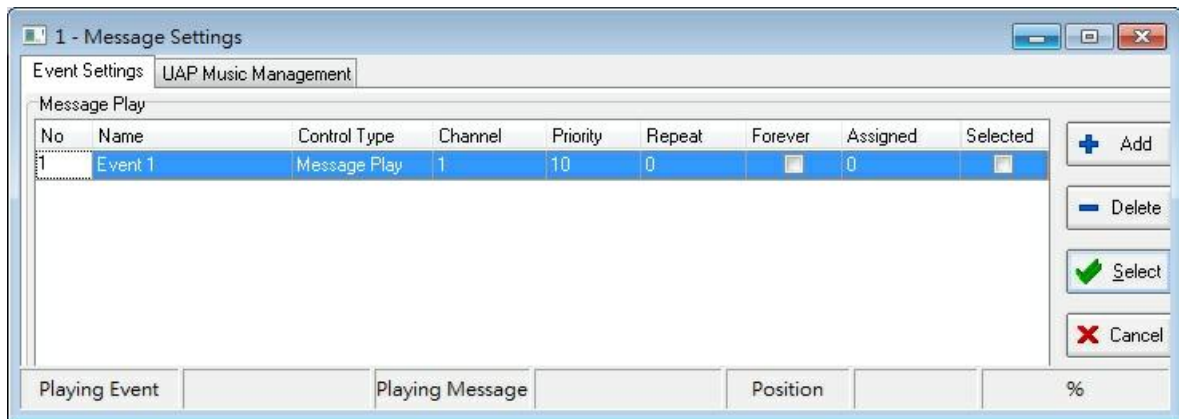 1 - Message Settings
Event Settings UAP Music Management
Message Play
No Name Control Type Channel Priority Repeat Forever Assigned Selected
1 Event 1 Message Play 1 10 0 0
Add
Delete
Select
Cancel
Playing Event Playing Message Position %